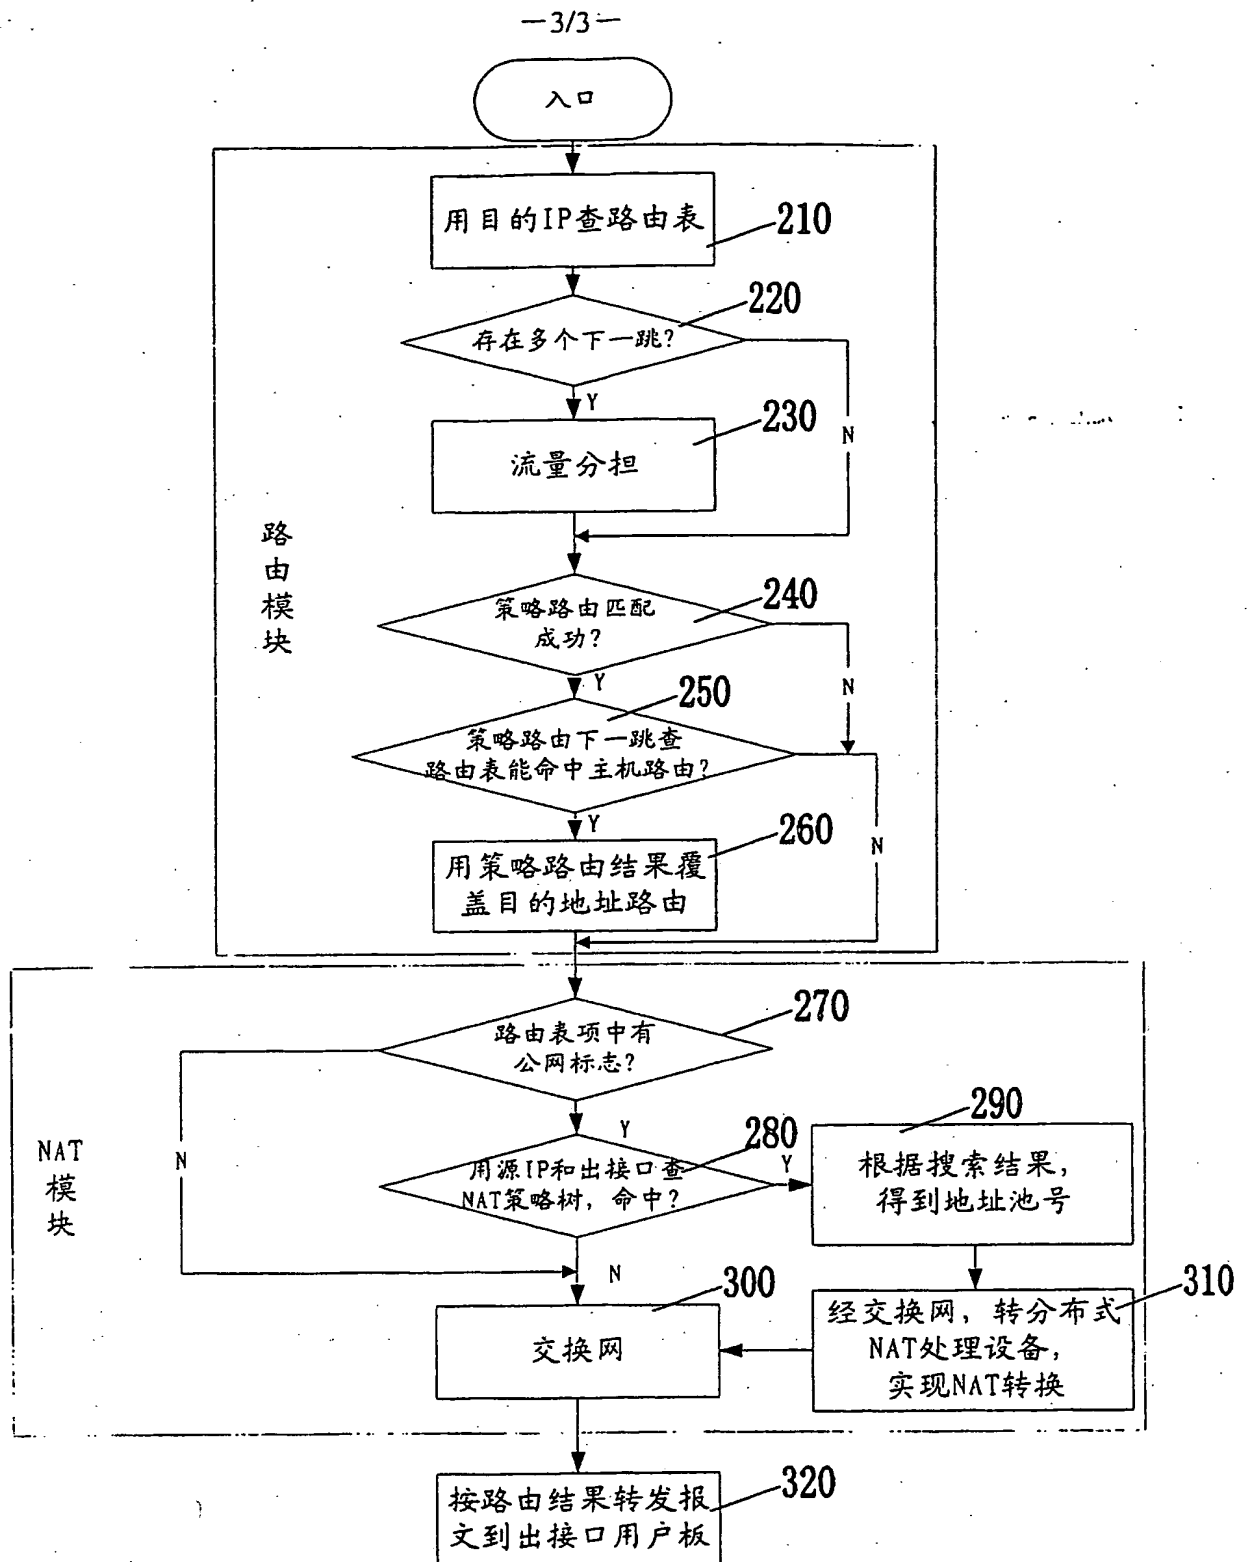 —3/3—
入口
用目的IP查路由表
210
存在多个下一跳?
220
Y
N
流量分担
230
路由模块
策略路由匹配
成功?
240
Y
N
策略路由下一跳查
路由表能命中主机路由?
250
Y
N
用策略路由结果覆
盖目的地址路由
260
路由表项中有
公网标志?
270
Y
N
NAT
模块
用源IP和出接口查
NAT策略树, 命中?
280
Y
N
根据搜索结果,
得到地址池号
290
交换网
300
经交换网, 转分布式
NAT处理设备,
实现NAT转换
310
按路由结果转发报
文到出接口用户板
320